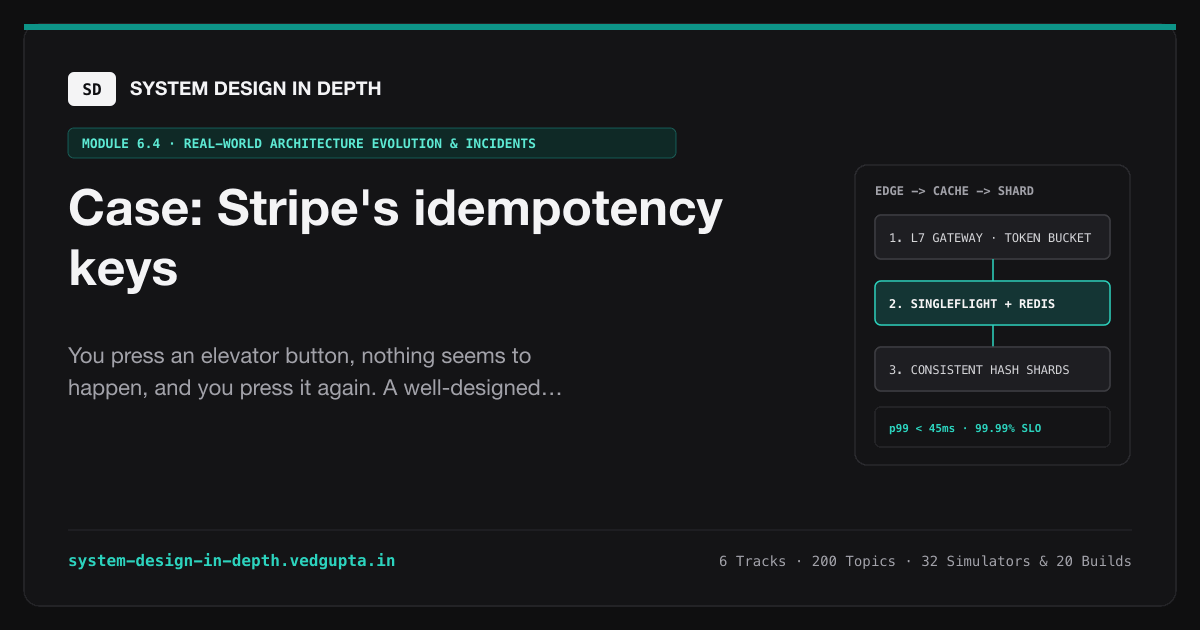 SD SYSTEM DESIGN IN DEPTH
MODULE 6.4 · REAL–WORLD ARCHITECTURE EVOLUTION & INCIDENTS
Case: Stripe's idempotency
keys
You press an elevator button, nothing seems to
happen, and you press it again. A well-designed…
EDGE –> CACHE –> SHARD
1. L7 GATEWAY · TOKEN BUCKET
2. SINGLEFLIGHT + REDIS
3. CONSISTENT HASH SHARDS
p99 < 45ms · 99.99% SLO
system–design–in–depth.vedgupta.in
6 Tracks · 200 Topics · 32 Simulators & 20 Builds